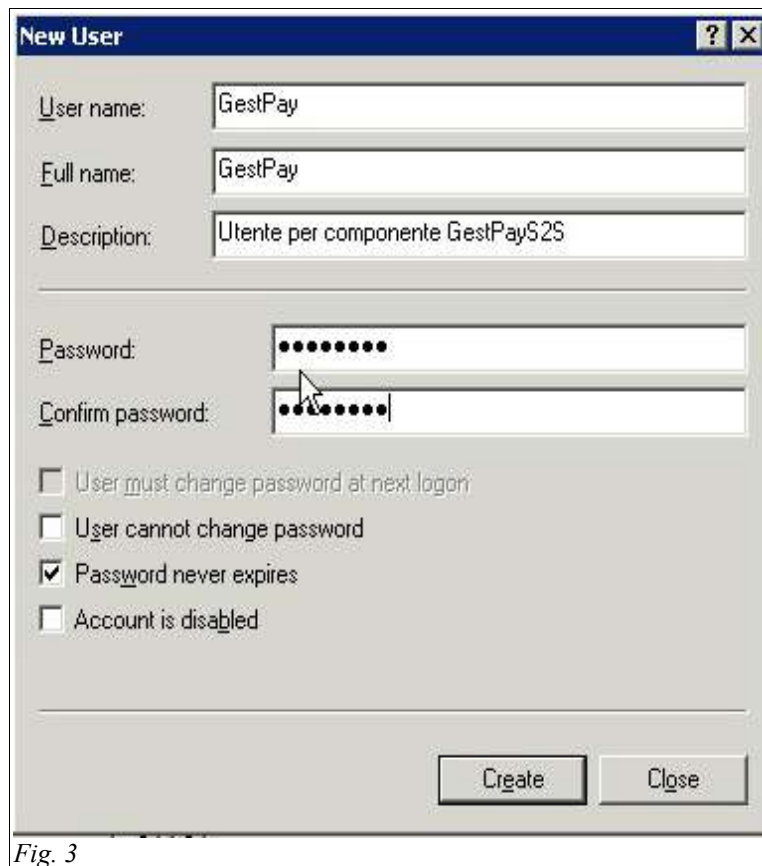 New User
User name: GestPay
Full name: GestPay
Description: Utente per componente GestPayS2S
Password: ●●●●●●●●
Confirm password: ●●●●●●●●
User must change password at next logon
User cannot change password
Password never expires
Account is disabled
Create Close
Fig. 3